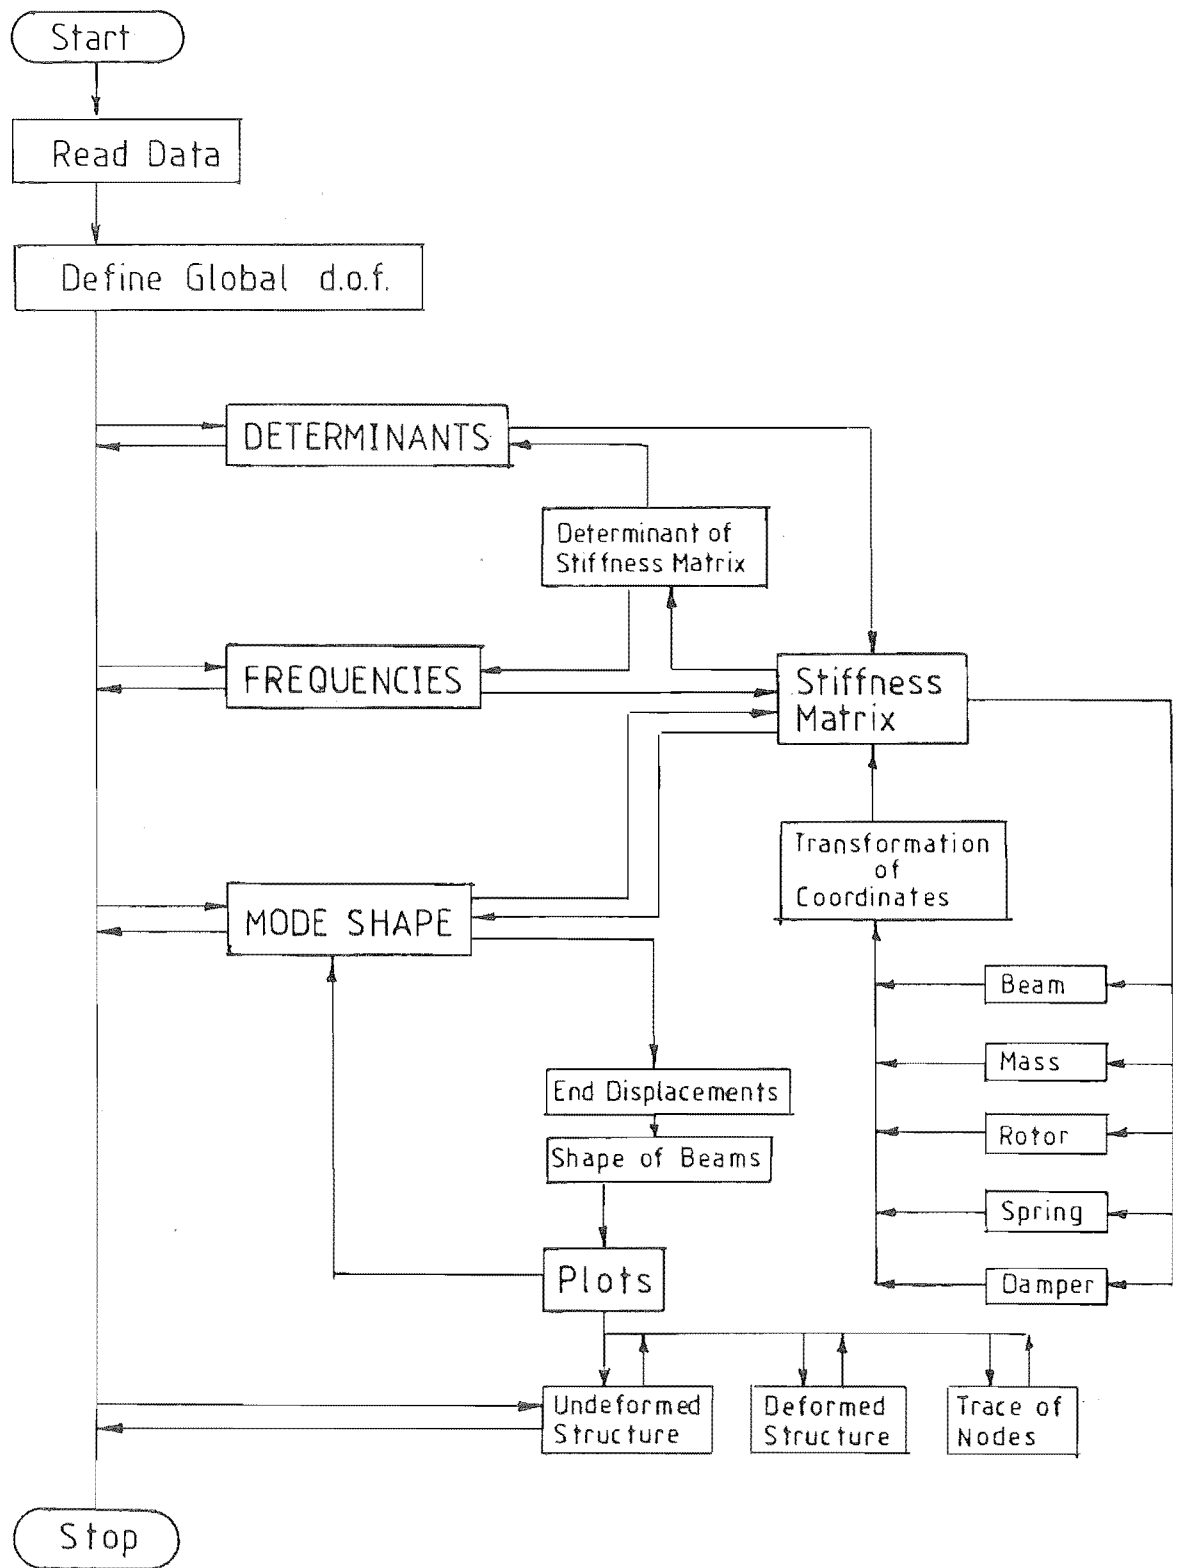 Start
Read Data
Define Global d.o.f.
DETERMINANTS
Determinant of
Stiffness Matrix
FREQUENCIES
Stiffness
Matrix
Transformation
of
Coordinates
MODE SHAPE
Beam
Mass
End Displacements
Rotor
Shape of Beams
Spring
Plots
Damper
Undeformed
Structure
Deformed
Structure
Trace of
Nodes
Stop